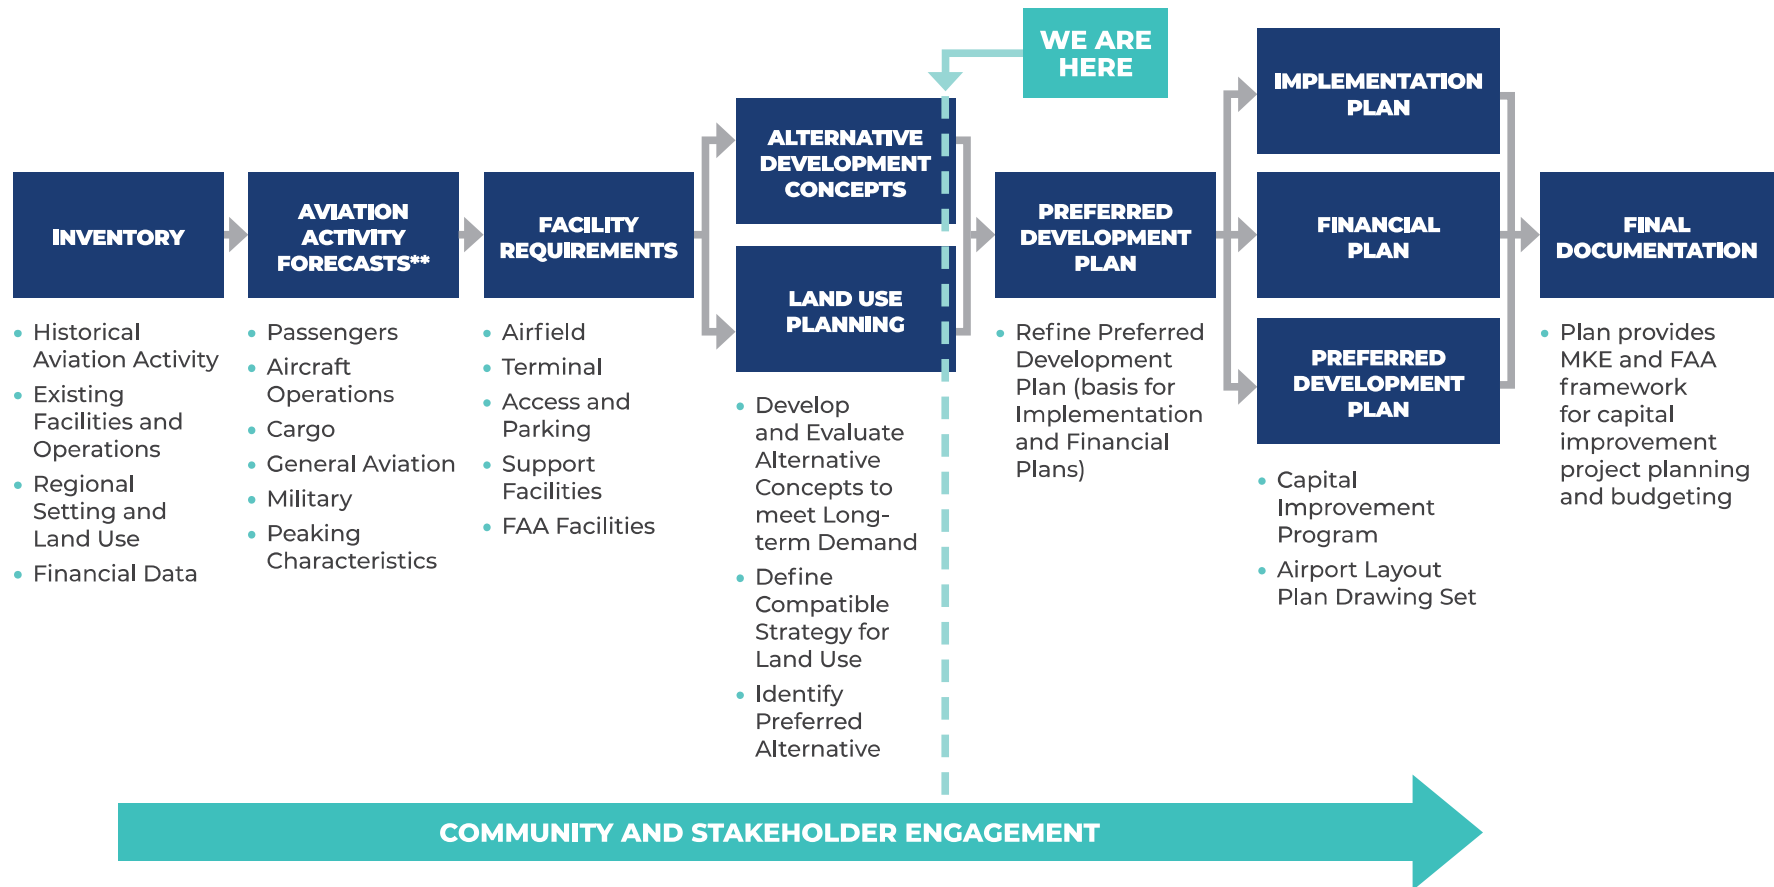 WE ARE
HERE
INVENTORY
• Historical
Aviation Activity
• Existing
Facilities and
Operations
• Regional
Setting and
Land Use
• Financial Data
AVIATION
ACTIVITY
FORECASTS**
• Passengers
• Aircraft
Operations
• Cargo
• General Aviation
• Military
• Peaking
Characteristics
FACILITY
REQUIREMENTS
• Airfield
• Terminal
• Access and
Parking
• Support
Facilities
• FAA Facilities
ALTERNATIVE
DEVELOPMENT
CONCEPTS
LAND USE
PLANNING
• Develop
and Evaluate
Alternative
Concepts to
meet Long-
term Demand
• Define
Compatible
Strategy for
Land Use
• Identify
Preferred
Alternative
PREFERRED
DEVELOPMENT
PLAN
• Refine Preferred
Development
Plan (basis for
Implementation
and Financial
Plans)
IMPLEMENTATION
PLAN
FINANCIAL
PLAN
PREFERRED
DEVELOPMENT
PLAN
• Capital
Improvement
Program
• Airport Layout
Plan Drawing Set
FINAL
DOCUMENTATION
• Plan provides
MKE and FAA
framework
for capital
improvement
project planning
and budgeting
COMMUNITY AND STAKEHOLDER ENGAGEMENT